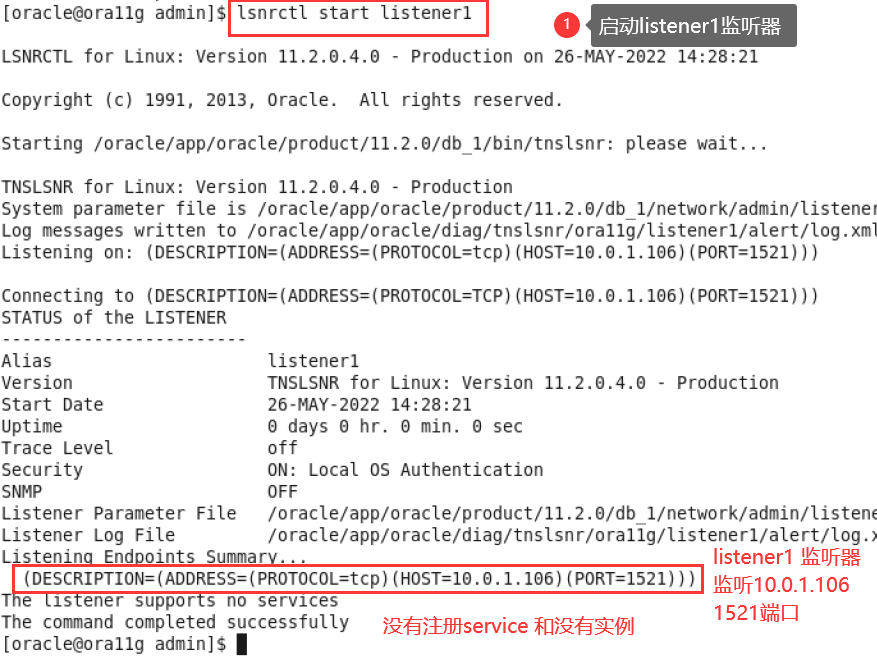 [oracle@ora11g admin]$ lsnrctl start listener1
1 启动listener1监听器
LSNRCTL for Linux: Version 11.2.0.4.0 - Production on 26-MAY-2022 14:28:21
Copyright (c) 1991, 2013, Oracle.  All rights reserved.
Starting /oracle/app/oracle/product/11.2.0/db_1/bin/tnslsnr: please wait...
TNSLSNR for Linux: Version 11.2.0.4.0 - Production
System parameter file is /oracle/app/oracle/product/11.2.0/db_1/network/admin/listener
Log messages written to /oracle/app/oracle/diag/tnslsnr/ora11g/listener1/alert/log.xml
Listening on: (DESCRIPTION=(ADDRESS=(PROTOCOL=tcp)(HOST=10.0.1.106)(PORT=1521)))
Connecting to (DESCRIPTION=(ADDRESS=(PROTOCOL=TCP)(HOST=10.0.1.106)(PORT=1521)))
STATUS of the LISTENER
------------------------
Alias                     listener1
Version                   TNSLSNR for Linux: Version 11.2.0.4.0 - Production
Start Date                26-MAY-2022 14:28:21
Uptime                    0 days 0 hr. 0 min. 0 sec
Trace Level               off
Security                  ON: Local OS Authentication
SNMP                      OFF
Listener Parameter File   /oracle/app/oracle/product/11.2.0/db_1/network/admin/listene
Listener Log File         /oracle/app/oracle/diag/tnslsnr/ora11g/listener1/alert/log.x
Listening Endpoints Summary...
(DESCRIPTION=(ADDRESS=(PROTOCOL=tcp)(HOST=10.0.1.106)(PORT=1521)))
listener1 监听器
监听10.0.1.106
1521端口
The listener supports no services
The command completed successfully
没有注册service 和没有实例
[oracle@ora11g admin]$